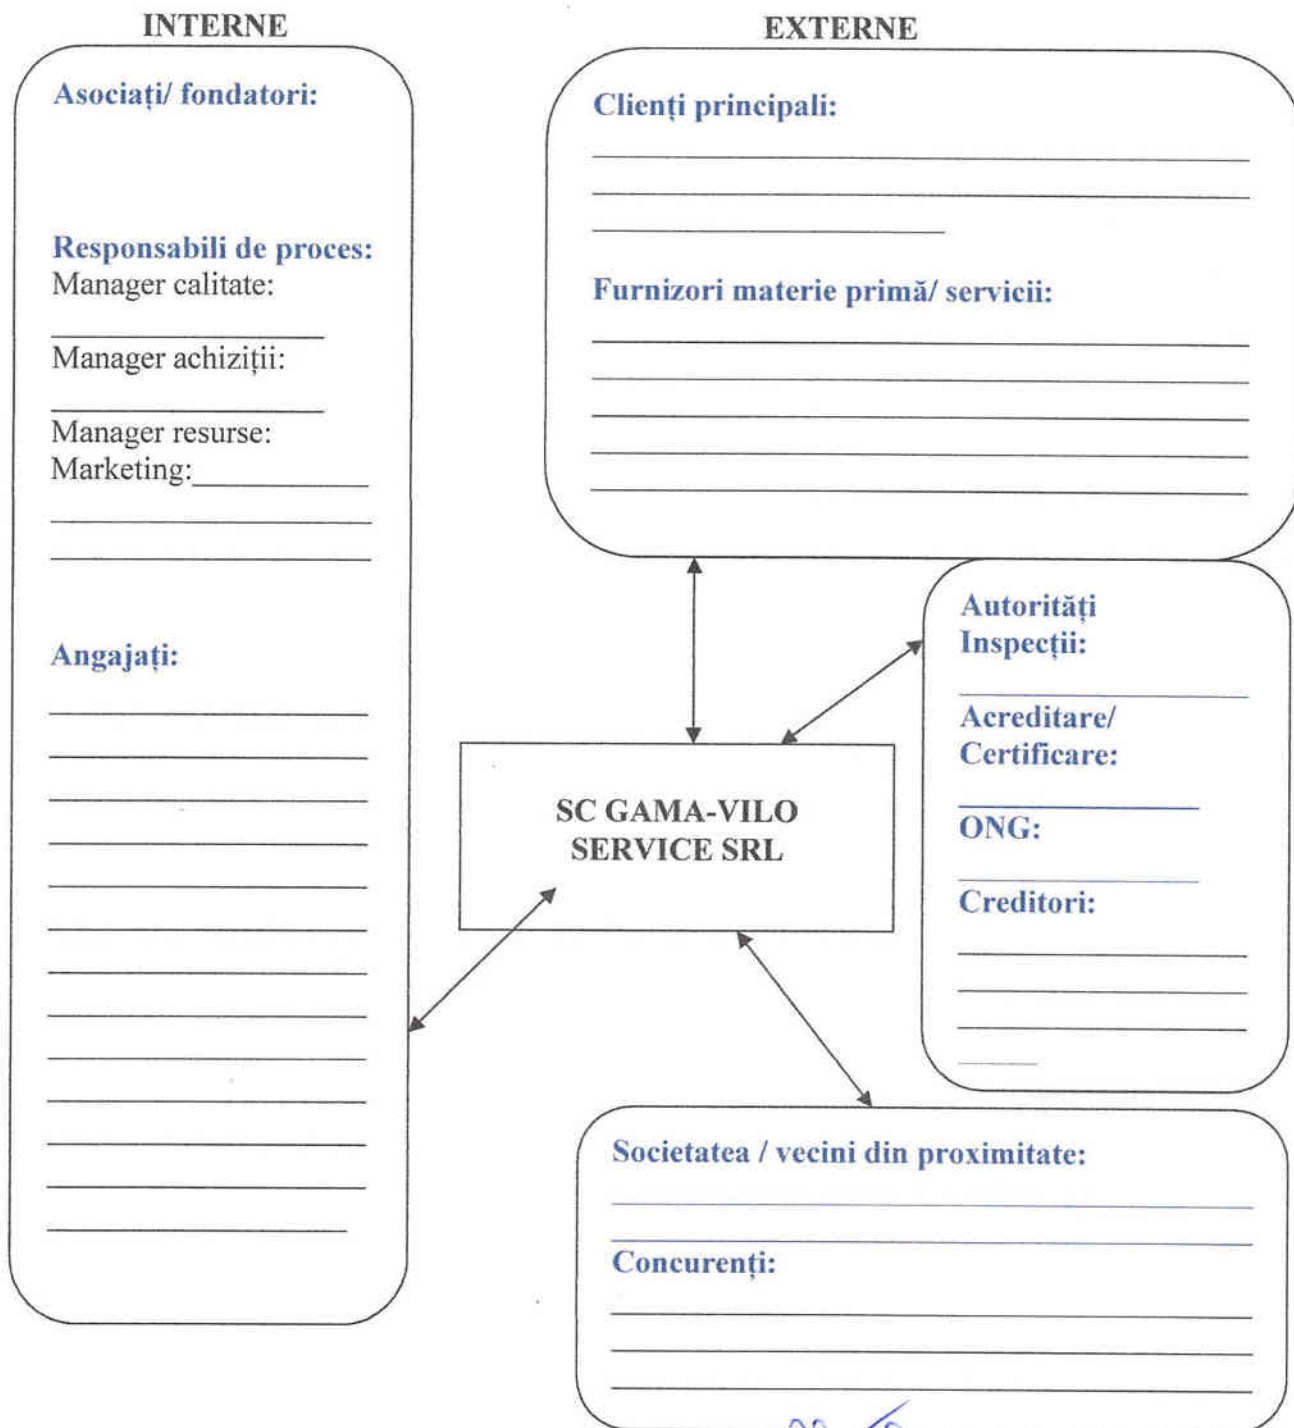 INTERNE
Asociați/ fondatori:
Responsabili de proces:
Manager calitate:
Manager achiziții:
Manager resurse:
Marketing:
Angajați:
EXTERNE
Clienți principali:
Furnizori materie primă/ servicii:
Autorități
Inspecții:
Acreditare/
Certificare:
ONG:
Creditori:
SC GAMA-VILO
SERVICE SRL
Societatea / vecini din proximitate:
Concurenți: